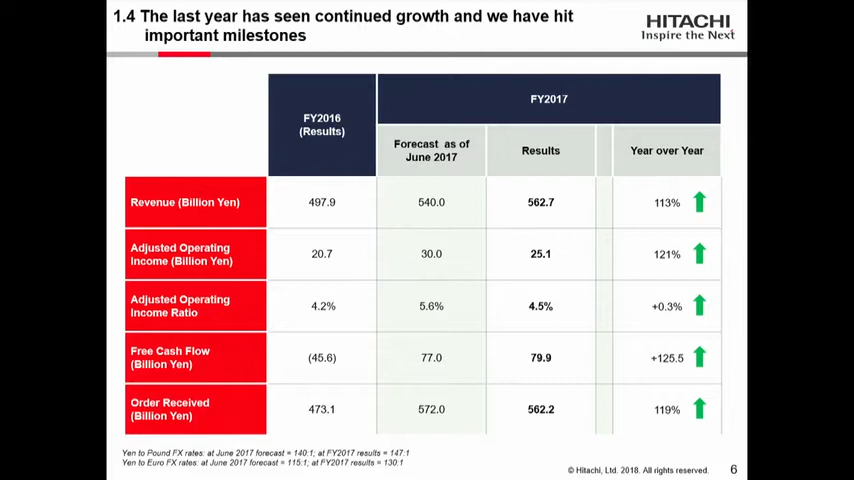 1.4 The last year has seen continued growth and we have hit
important milestones
HITACHI
Inspire the Next
FY2016
(Results)
FY2017
Forecast as of
June 2017
Results
Year over Year
Revenue (Billion Yen)
497.9
540.0
562.7
113%
Adjusted Operating
Income (Billion Yen)
20.7
30.0
25.1
121%
Adjusted Operating
Income Ratio
4.2%
5.6%
4.5%
+0.3%
Free Cash Flow
(Billion Yen)
(45.6)
77.0
79.9
+125.5
Order Received
(Billion Yen)
473.1
572.0
562.2
119%
Yen to Pound FX rates: at June 2017 forecast = 140:1; at FY2017 results = 147:1
Yen to Euro FX rates: at June 2017 forecast = 115:1; at FY2017 results = 130:1
© Hitachi, Ltd. 2018. All rights reserved.
6